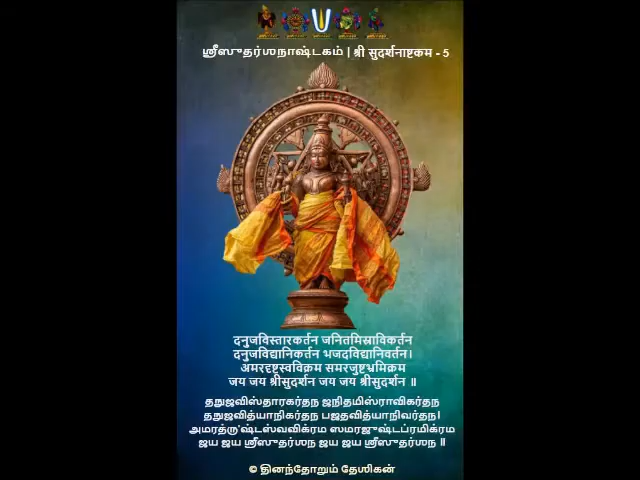 ஸ்ரீஸுதர்ஶநாஷ்டகம் | श्री सुदर्शनाष्टकम - 5
दनुजविस्तारकर्तन जनितमिस्राविकर्तन
दनुजविद्यानिकर्तन भजदविद्यानिवर्तन।
अमरदृष्टस्वविक्रम समरजुष्टभ्रमिक्रम
जय जय श्रीसुदर्शन जय जय श्रीसुदर्शन ॥
தநுஜவிஸ்தாரகர்தந ஜநிதமிஸ்ராவிகர்தந
தநுஜவித்யாநிகர்தந பஜதவித்யாநிவர்தந।
அமரத்ரு'ஷ்டஸ்வவிக்ரம ஸமரஜுஷ்டப்ரமிக்ரம
ஜய ஜய ஸ்ரீஸுதர்ஶந ஜய ஜய ஸ்ரீஸுதர்ஶந ॥
© தினந்தோறும் தேஶிகன்